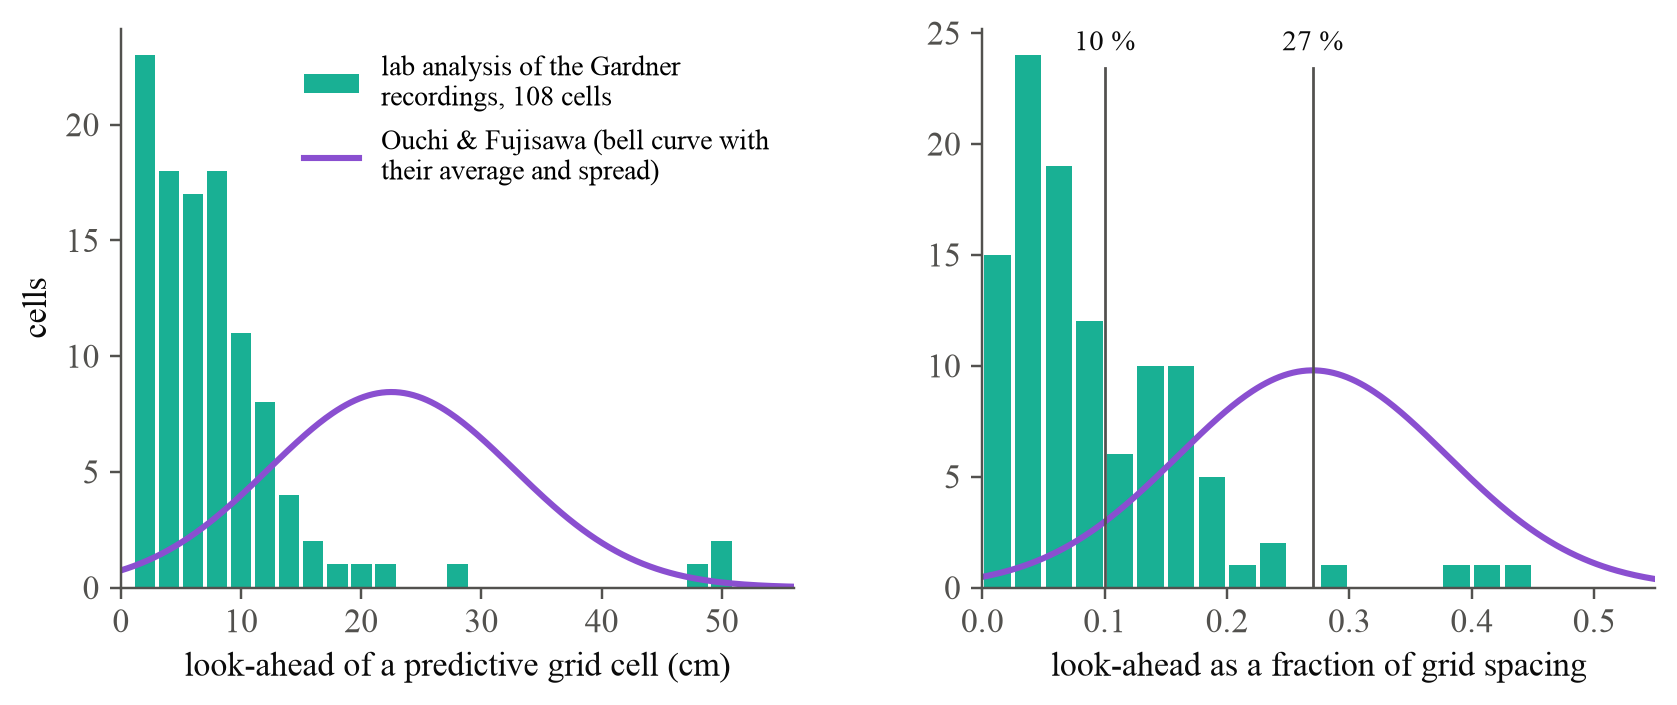 lab analysis of the Gardner
recordings, 108 cells
Ouchi & Fujisawa (bell curve with
their average and spread)
cells
20
15
10
5
0
0 10 20 30 40 50
look-ahead of a predictive grid cell (cm)
10 % 27 %
25
20
15
10
5
0
0.0 0.1 0.2 0.3 0.4 0.5
look-ahead as a fraction of grid spacing